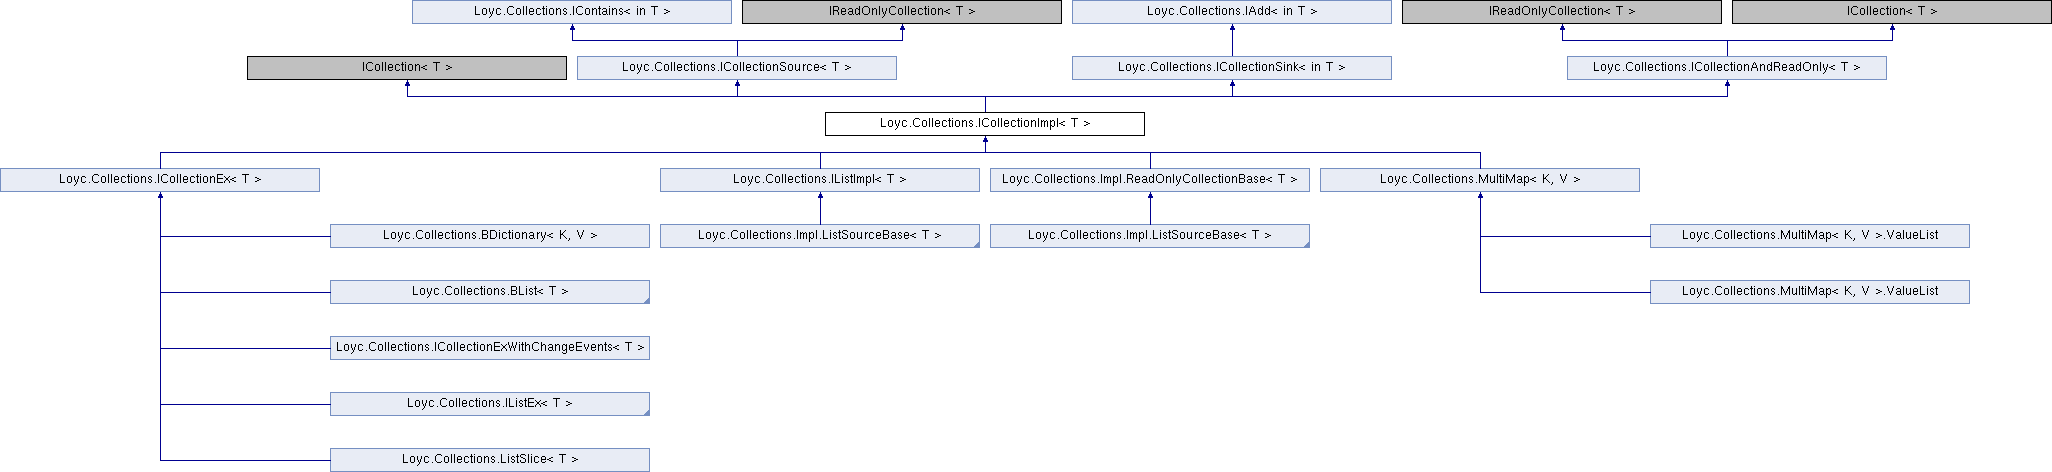 Loyc.Collections.IContains< in T >
IReadOnlyCollection< T >
Loyc.Collections.IAdd< in T >
IReadOnlyCollection< T >
ICollection< T >
ICollection< T >
Loyc.Collections.ICollectionSource< T >
Loyc.Collections.ICollectionSink< in T >
Loyc.Collections.ICollectionAndReadOnly< T >
Loyc.Collections.ICollectionImpl< T >
Loyc.Collections.ICollectionEx< T >
Loyc.Collections.IListImpl< T >
Loyc.Collections.Impl.ReadOnlyCollectionBase< T >
Loyc.Collections.MultiMap< K, V >
Loyc.Collections.BDictionary< K, V >
Loyc.Collections.Impl.ListSourceBase< T >
Loyc.Collections.Impl.ListSourceBase< T >
Loyc.Collections.MultiMap< K, V >.ValueList
Loyc.Collections.BList< T >
Loyc.Collections.MultiMap< K, V >.ValueList
Loyc.Collections.ICollectionExWithChangeEvents< T >
Loyc.Collections.IListEx< T >
Loyc.Collections.ListSlice< T >